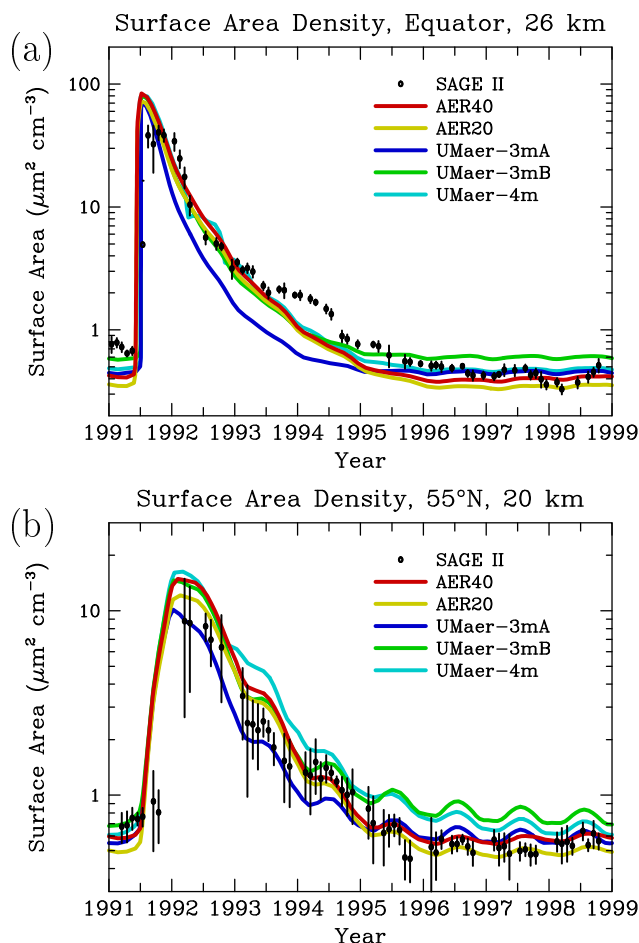 Surface Area Density, Equator, 26 km
(a)
Surface Area (μm² cm⁻³)
100
10
1
SAGE II
AER40
AER20
UMaer-3mA
UMaer-3mB
UMaer-4m
1991 1992 1993 1994 1995 1996 1997 1998 1999
Year
Surface Area Density, 55°N, 20 km
(b)
Surface Area (μm² cm⁻³)
10
1
SAGE II
AER40
AER20
UMaer-3mA
UMaer-3mB
UMaer-4m
1991 1992 1993 1994 1995 1996 1997 1998 1999
Year